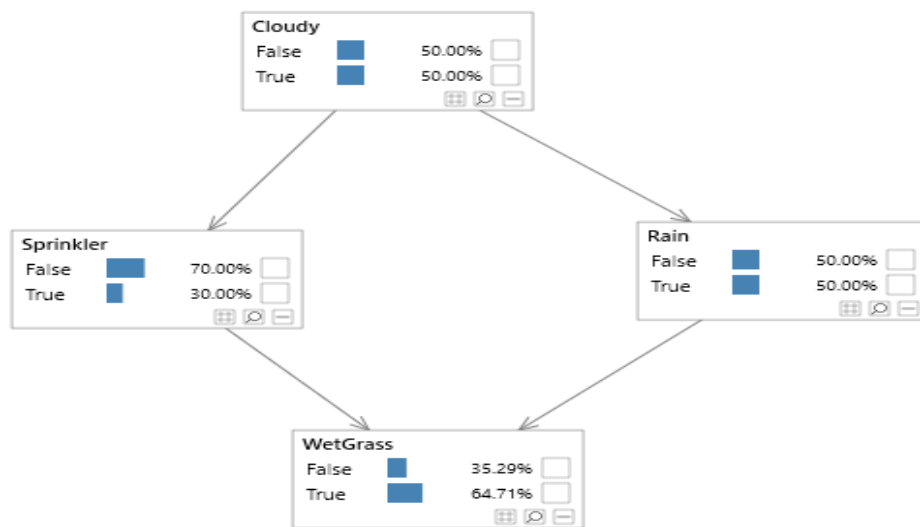 Cloudy
False 50.00%
True 50.00%
Sprinkler
False 70.00%
True 30.00%
Rain
False 50.00%
True 50.00%
WetGrass
False 35.29%
True 64.71%